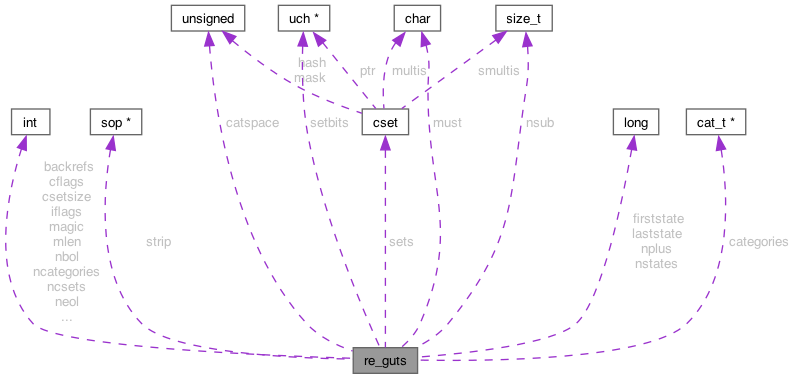 unsigned
uch *
char
size_t
hash
mask
ptr
multis
smultis
int
sop *
catspace
setbits
cset
must
nsub
long
cat_t *
backrefs
cflags
csetsize
iflags
magic
mlen
nbol
ncategories
ncsets
neol
...
strip
sets
firststate
laststate
nplus
nstates
categories
re_guts